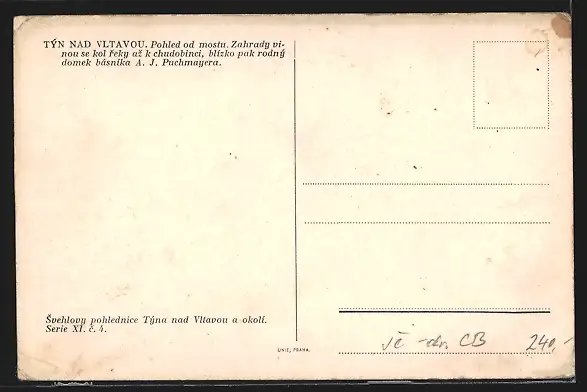 TÝN NAD VLTAVOU. Pohled od mostu. Zahrady vi-
nou se kol řeky až k chudobinci, blízko pak rodný
domek básníka A. J. Puchmayera.
Švehlovy pohlednice Týna nad Vltavou a okolí.
Serie XI. č. 4.
UNIE, PRAHA.
CB 240,-